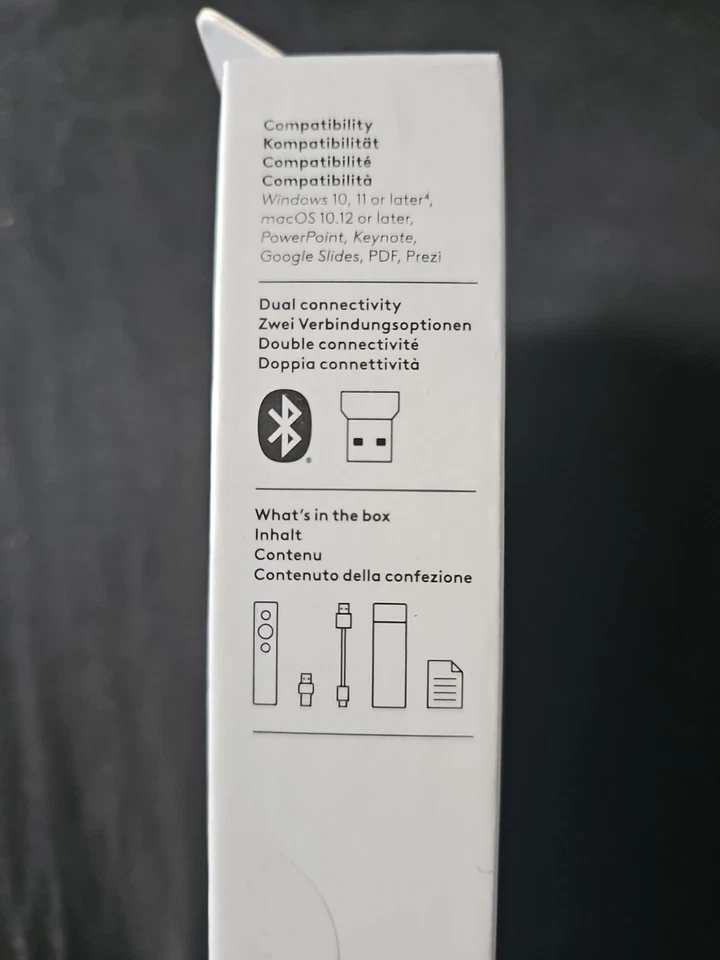 Compatibility
Kompatibilität
Compatibilité
Compatibilità
Windows 10, 11 or later⁴,
macOS 10.12 or later,
PowerPoint, Keynote,
Google Slides, PDF, Prezi
Dual connectivity
Zwei Verbindungsoptionen
Double connectivité
Doppia connettività
®
What's in the box
Inhalt
Contenu
Contenuto della confezione